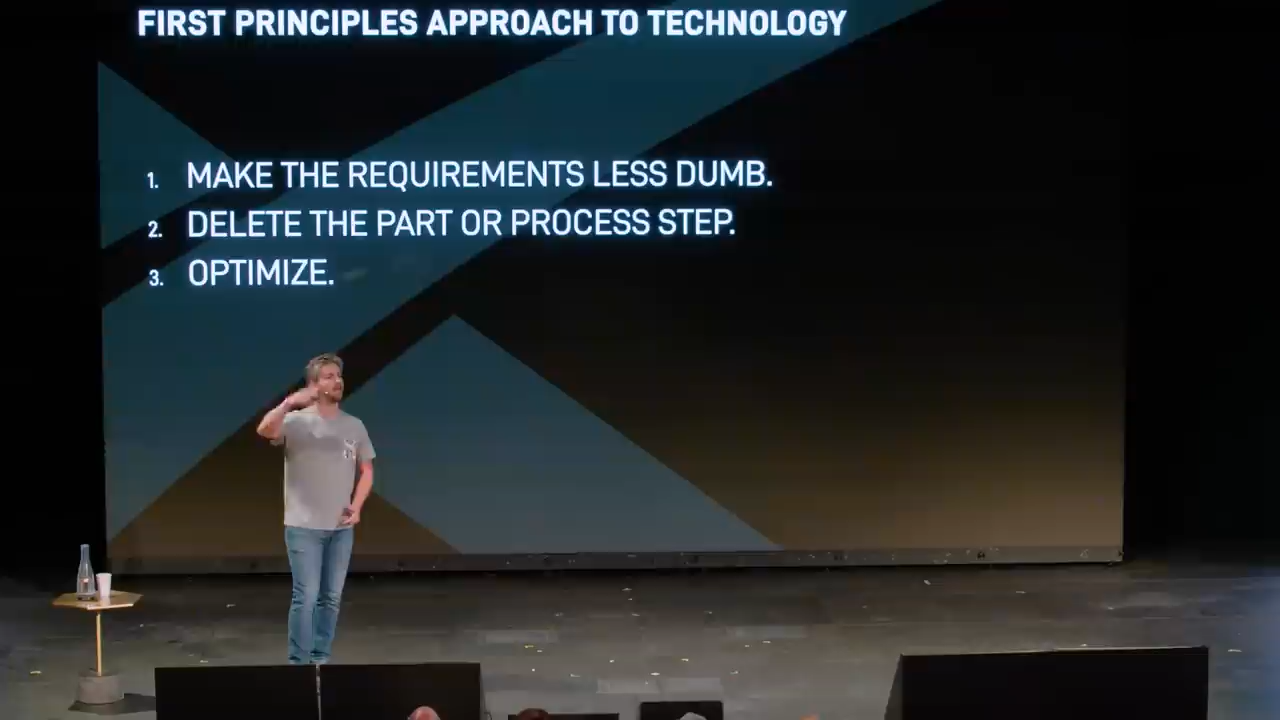 FIRST PRINCIPLES APPROACH TO TECHNOLOGY
1. MAKE THE REQUIREMENTS LESS DUMB.
2. DELETE THE PART OR PROCESS STEP.
3. OPTIMIZE.